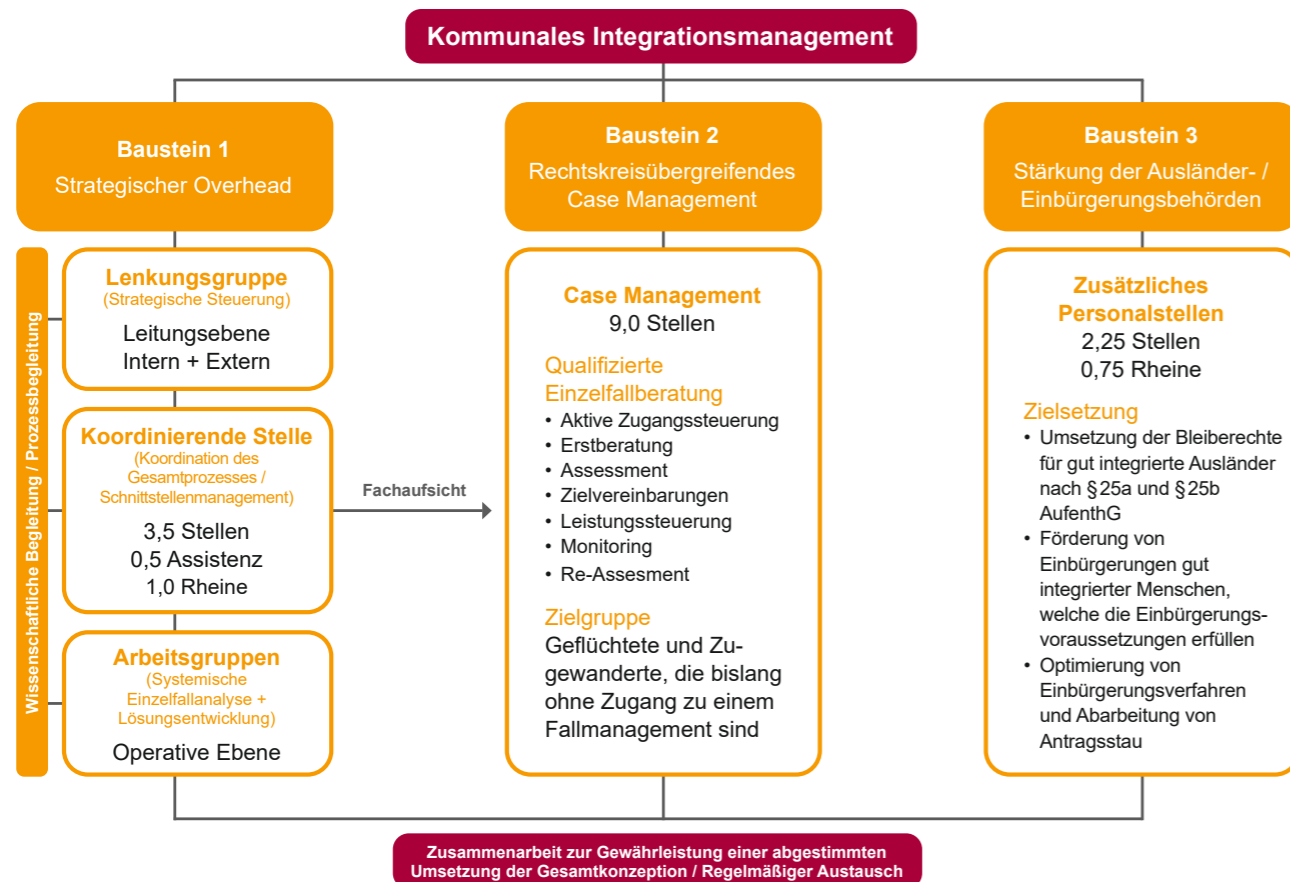 Kommunales Integrationsmanagement
Baustein 1
Strategischer Overhead
Wissenschaftliche Begleitung / Prozessbegleitung
Lenkungsgruppe
(Strategische Steuerung)
Leitungsebene
Intern + Extern
Koordinierende Stelle
(Koordination des
Gesamtprozesses /
Schnittstellenmanagement)
3,5 Stellen
0,5 Assistenz
1,0 Rheine
Arbeitsgruppen
(Systemische
Einzelfallanalyse +
Lösungsentwicklung)
Operative Ebene
Fachaufsicht
Baustein 2
Rechtskreisübergreifendes
Case Management
Case Management
9,0 Stellen
Qualifizierte
Einzelfallberatung
• Aktive Zugangssteuerung
• Erstberatung
• Assessment
• Zielvereinbarungen
• Leistungssteuerung
• Monitoring
• Re-Assesment
Zielgruppe
Geflüchtete und Zu-
gewanderte, die bislang
ohne Zugang zu einem
Fallmanagement sind
Baustein 3
Stärkung der Ausländer- /
Einbürgerungsbehörden
Zusätzliches
Personalstellen
2,25 Stellen
0,75 Rheine
Zielsetzung
• Umsetzung der Bleiberechte
für gut integrierte Ausländer
nach § 25a und § 25b
AufenthG
• Förderung von
Einbürgerungen gut
integrierter Menschen,
welche die Einbürgerungs-
voraussetzungen erfüllen
• Optimierung von
Einbürgerungsverfahren
und Abarbeitung von
Antragsstau
Zusammenarbeit zur Gewährleistung einer abgestimmten
Umsetzung der Gesamtkonzeption / Regelmäßiger Austausch